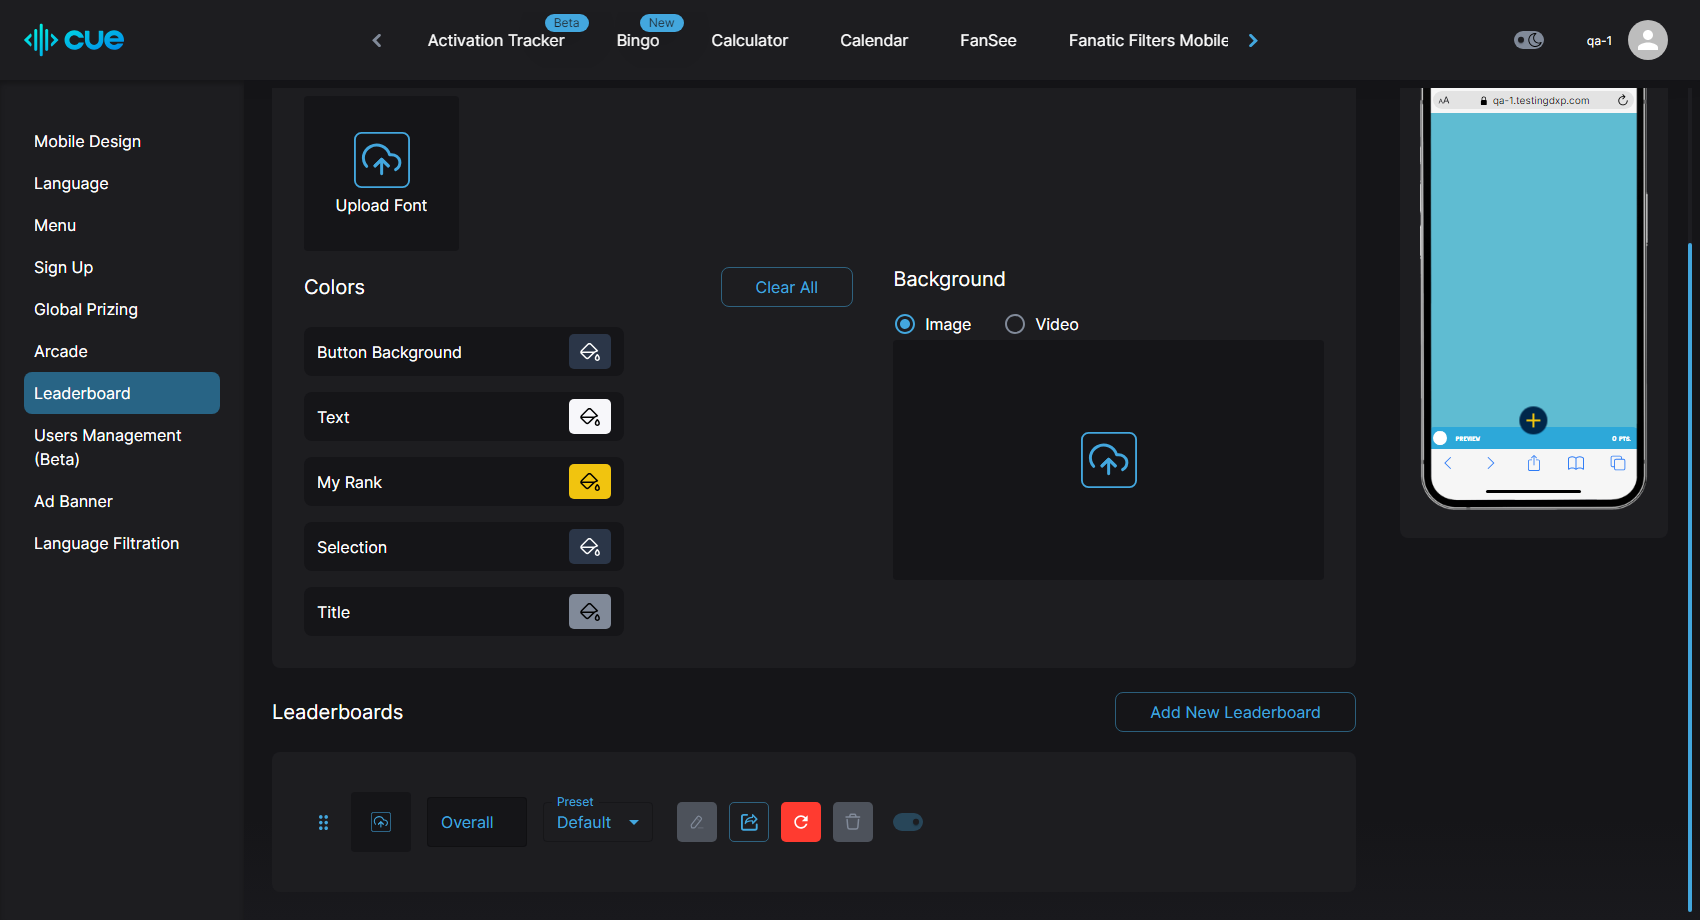 cue
Activation Tracker
Beta
Bingo
New
Calculator
Calendar
FanSee
Fanatic Filters Mobile
qa-1
Mobile Design
Language
Menu
Sign Up
Global Prizing
Arcade
Leaderboard
Users Management
(Beta)
Ad Banner
Language Filtration
Upload Font
Colors
Clear All
Button Background
Text
My Rank
Selection
Title
Background
Image
Video
AA
qa-1.testingdxp.com
PREVIEW
0 PTS.
Leaderboards
Add New Leaderboard
Overall
Preset
Default